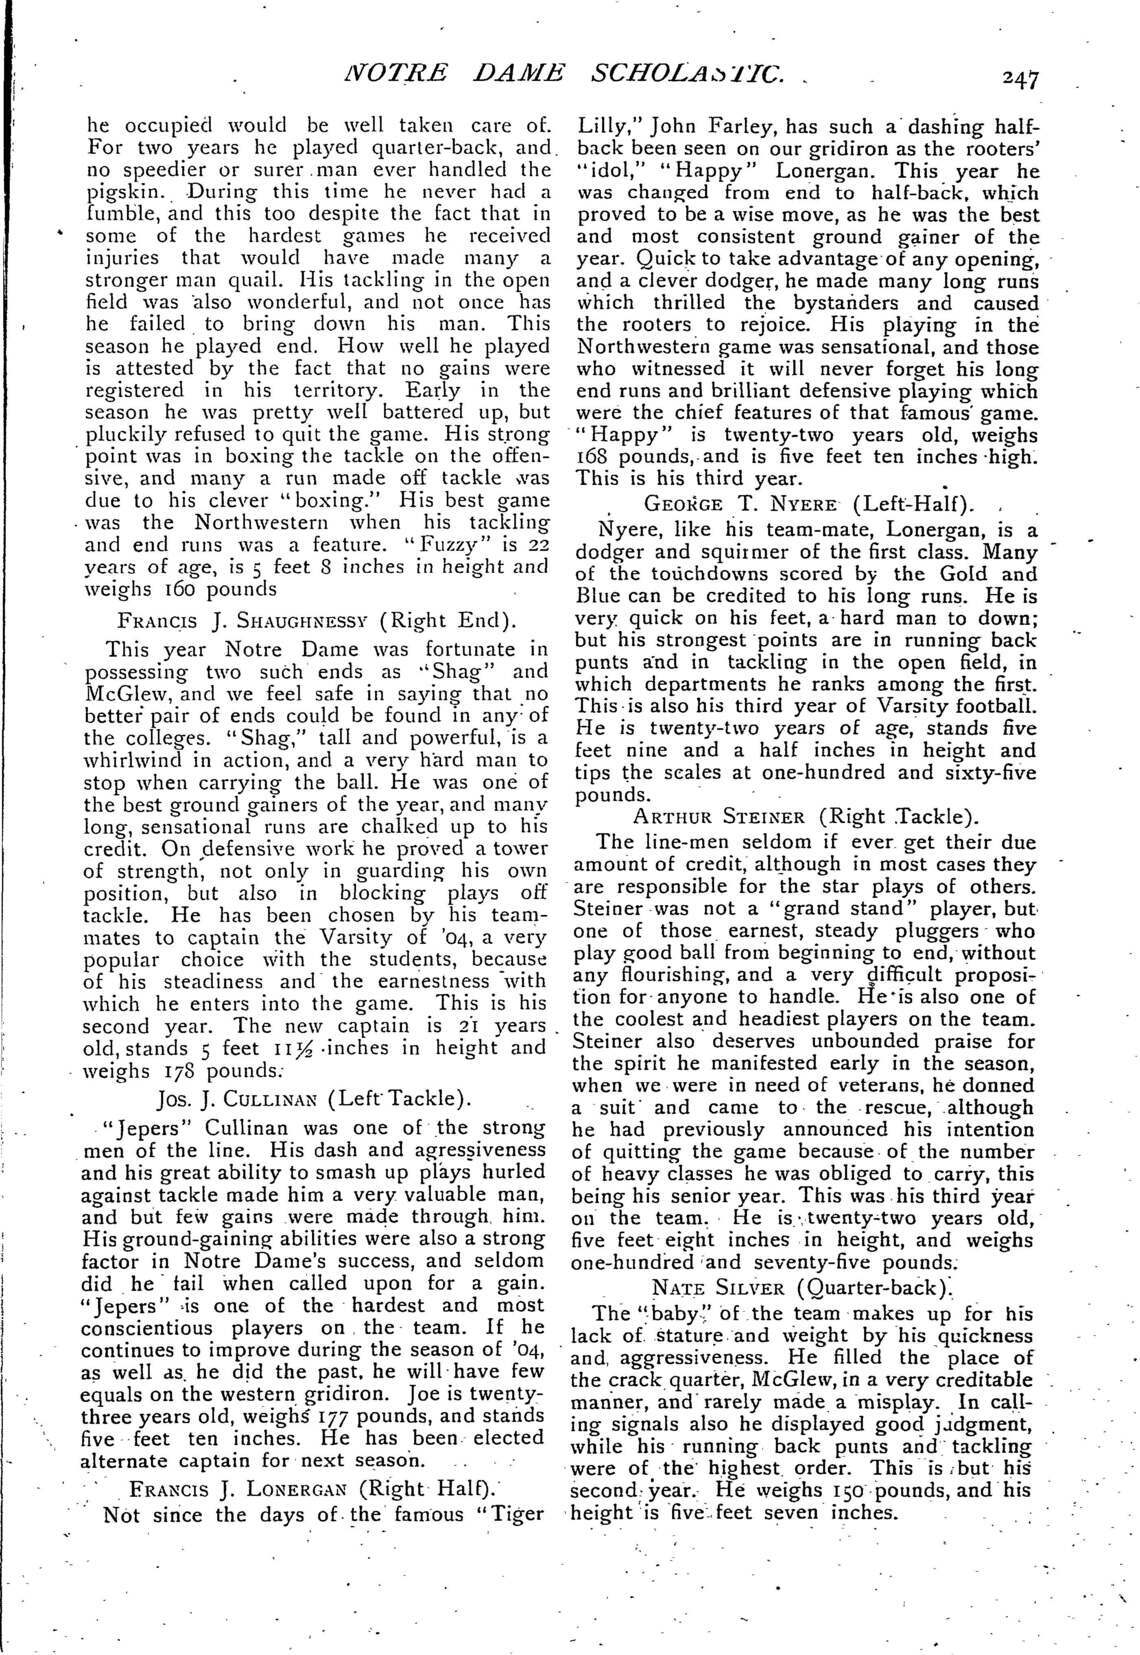 NOTRE DAME SCHOLASTIC.
247
he occupied would be well taken care of.
For two years he played quarter-back, and
no speedier or surer man ever handled the
pigskin. During this time he never had a
fumble, and this too despite the fact that in
some of the hardest games he received
injuries that would have made many a
stronger man quail. His tackling in the open
field was also wonderful, and not once has
he failed to bring down his man. This
season he played end. How well he played
is attested by the fact that no gains were
registered in his territory. Early in the
season he was pretty well battered up, but
pluckily refused to quit the game. His strong
point was in boxing the tackle on the offen-
sive, and many a run made off tackle was
due to his clever "boxing." His best game
was the Northwestern when his tackling
and end runs was a feature. "Fuzzy" is 22
years of age, is 5 feet 8 inches in height and
weighs 160 pounds
FRANCIS J. SHAUGHNESSY (Right End).
This year Notre Dame was fortunate in
possessing two such ends as "Shag" and
McGlew, and we feel safe in saying that no
better pair of ends could be found in any of
the colleges. "Shag," tall and powerful, is a
whirlwind in action, and a very hard man to
stop when carrying the ball. He was one of
the best ground gainers of the year, and many
long, sensational runs are chalked up to his
credit. On defensive work he proved a tower
of strength, not only in guarding his own
position, but also in blocking plays off
tackle. He has been chosen by his team-
mates to captain the Varsity of '04, a very
popular choice with the students, because
of his steadiness and the earnestness with
which he enters into the game. This is his
second year. The new captain is 21 years
old, stands 5 feet 11½ inches in height and
weighs 178 pounds.
JOS. J. CULLINAN (Left Tackle).
"Jepers" Cullinan was one of the strong
men of the line. His dash and agressiveness
and his great ability to smash up plays hurled
against tackle made him a very valuable man,
and but few gains were made through him.
His ground-gaining abilities were also a strong
factor in Notre Dame's success, and seldom
did he fail when called upon for a gain.
"Jepers" is one of the hardest and most
conscientious players on the team. If he
continues to improve during the season of '04,
as well as he did the past, he will have few
equals on the western gridiron. Joe is twenty-
three years old, weighs 177 pounds, and stands
five feet ten inches. He has been elected
alternate captain for next season.
FRANCIS J. LONERGAN (Right Half).
Not since the days of the famous "Tiger
Lilly," John Farley, has such a dashing half-
back been seen on our gridiron as the rooters'
"idol," "Happy" Lonergan. This year he
was changed from end to half-back, which
proved to be a wise move, as he was the best
and most consistent ground gainer of the
year. Quick to take advantage of any opening,
and a clever dodger, he made many long runs
which thrilled the bystanders and caused
the rooters to rejoice. His playing in the
Northwestern game was sensational, and those
who witnessed it will never forget his long
end runs and brilliant defensive playing which
were the chief features of that famous game.
"Happy" is twenty-two years old, weighs
168 pounds, and is five feet ten inches high.
This is his third year.
GEORGE T. NYERE (Left-Half).
Nyere, like his team-mate, Lonergan, is a
dodger and squirmer of the first class. Many
of the touchdowns scored by the Gold and
Blue can be credited to his long runs. He is
very quick on his feet, a hard man to down;
but his strongest points are in running back
punts and in tackling in the open field, in
which departments he ranks among the first.
This is also his third year of Varsity football.
He is twenty-two years of age, stands five
feet nine and a half inches in height and
tips the scales at one-hundred and sixty-five
pounds.
ARTHUR STEINER (Right Tackle).
The line-men seldom if ever get their due
amount of credit, although in most cases they
are responsible for the star plays of others.
Steiner was not a "grand stand" player, but
one of those earnest, steady pluggers who
play good ball from beginning to end, without
any flourishing, and a very difficult proposi-
tion for anyone to handle. He is also one of
the coolest and headiest players on the team.
Steiner also deserves unbounded praise for
the spirit he manifested early in the season,
when we were in need of veterans, he donned
a suit and came to the rescue, although
he had previously announced his intention
of quitting the game because of the number
of heavy classes he was obliged to carry, this
being his senior year. This was his third year
on the team. He is twenty-two years old,
five feet eight inches in height, and weighs
one-hundred and seventy-five pounds.
NATE SILVER (Quarter-back).
The "baby" of the team makes up for his
lack of stature and weight by his quickness
and aggressiveness. He filled the place of
the crack quarter, McGlew, in a very creditable
manner, and rarely made a misplay. In call-
ing signals also he displayed good judgment,
while his running back punts and tackling
were of the highest order. This is but his
second year. He weighs 150 pounds, and his
height is five feet seven inches.